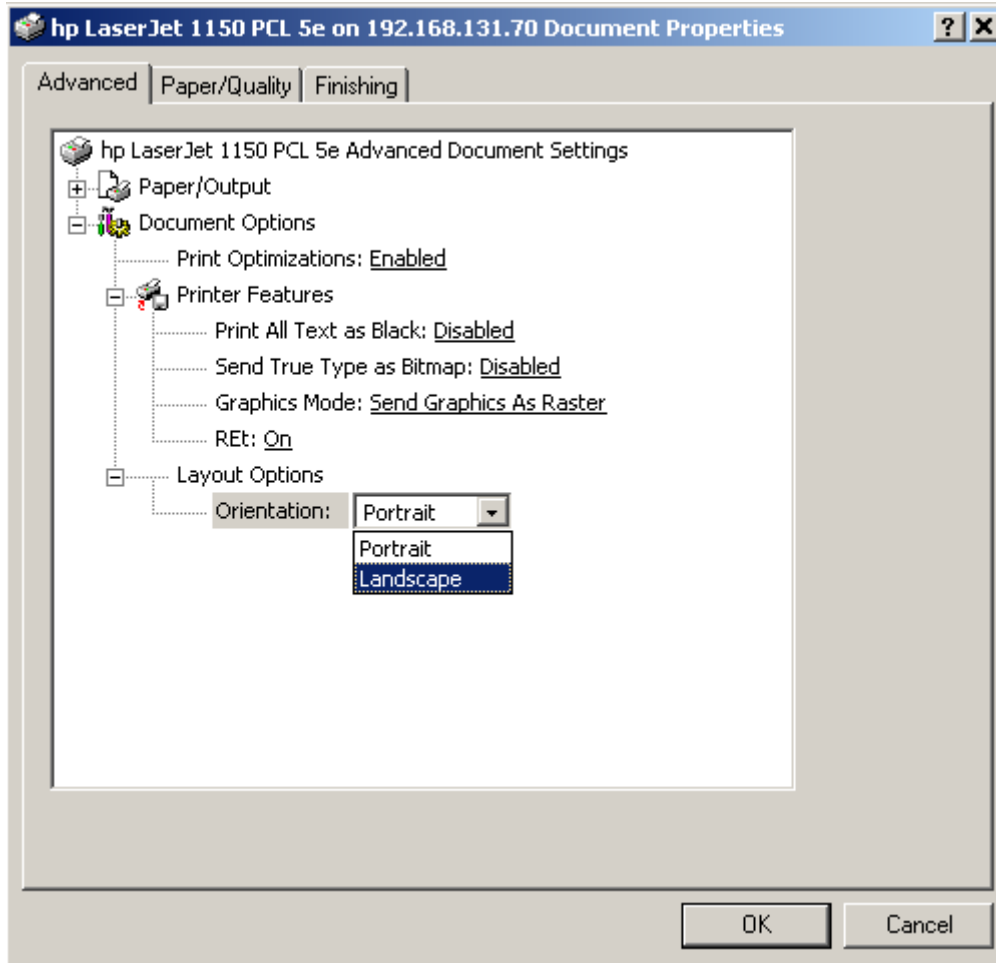 hp LaserJet 1150 PCL 5e on 192.168.131.70 Document Properties
Advanced Paper/Quality Finishing
hp LaserJet 1150 PCL 5e Advanced Document Settings
Paper/Output
Document Options
Print Optimizations: Enabled
Printer Features
Print All Text as Black: Disabled
Send True Type as Bitmap: Disabled
Graphics Mode: Send Graphics As Raster
REt: On
Layout Options
Orientation: Portrait
Portrait
Landscape
OK Cancel